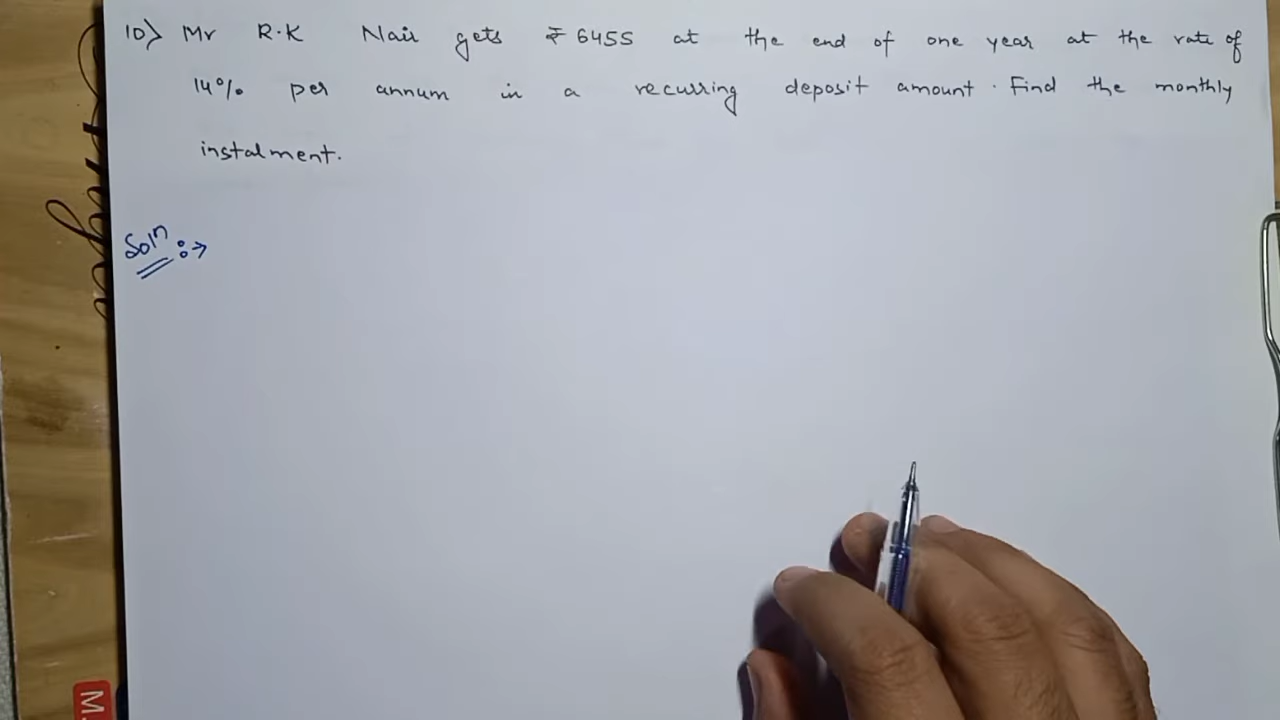 10> Mr R.K Nair gets ₹ 6455 at the end of one year at the rate of
14% per annum in a recurring deposit amount. Find the monthly
instalment.
Soln :→
M.